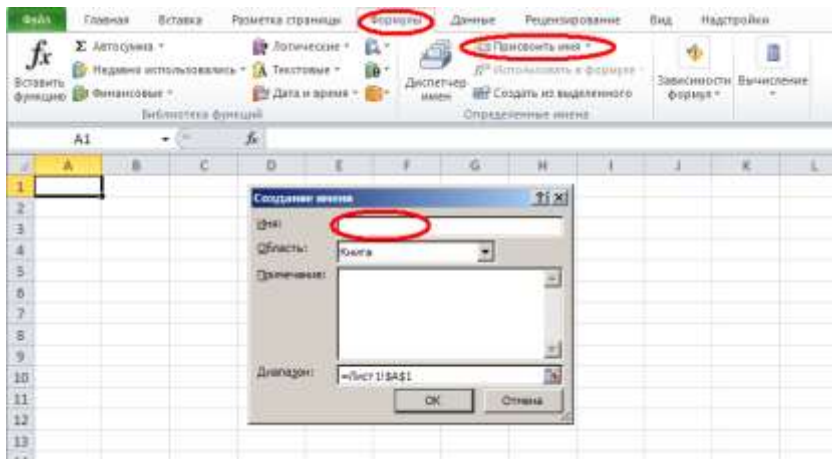 Файл Главная Вставка Разметка страницы Формулы Данные Рецензирование Вид Надстройки
fx Σ Автосумма Логические Присвоить имя
Вставить функцию Недавно использовались Текстовые Диспетчер имен Использовать в формуле Зависимости формул Вычисление
Финансовые Дата и время Создать из выделенного
Библиотека функций Определенные имена
A1 fx
A B C D E F G H I J K L
1
2
3
4
5
6
7
8
9
10
11
12
13
Создание имени
Имя:
Область: Книга
Примечание:
Диапазон: =Лист1!$A$1
ОК Отмена